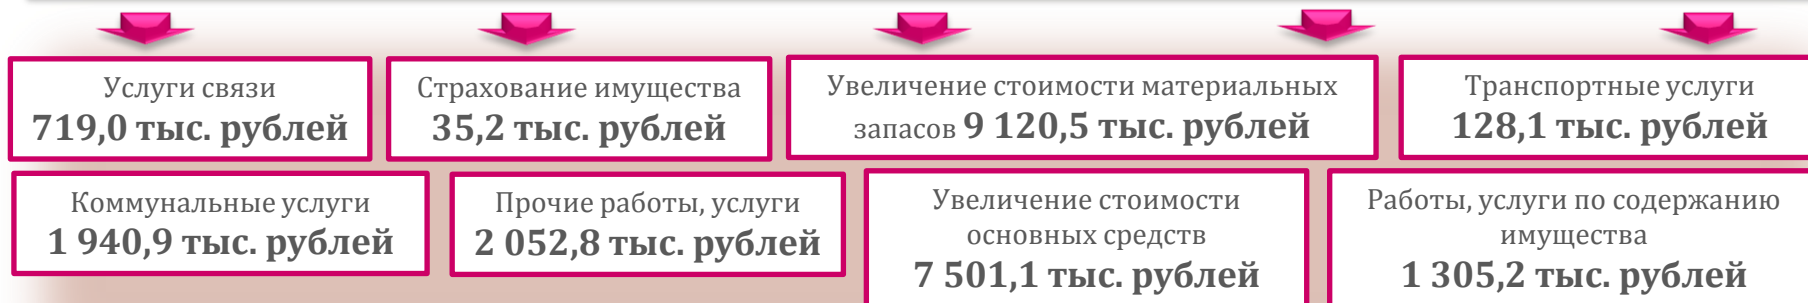 Услуги связи
719,0 тыс. рублей
Страхование имущества
35,2 тыс. рублей
Увеличение стоимости материальных
запасов 9 120,5 тыс. рублей
Транспортные услуги
128,1 тыс. рублей
Коммунальные услуги
1 940,9 тыс. рублей
Прочие работы, услуги
2 052,8 тыс. рублей
Увеличение стоимости
основных средств
7 501,1 тыс. рублей
Работы, услуги по содержанию
имущества
1 305,2 тыс. рублей